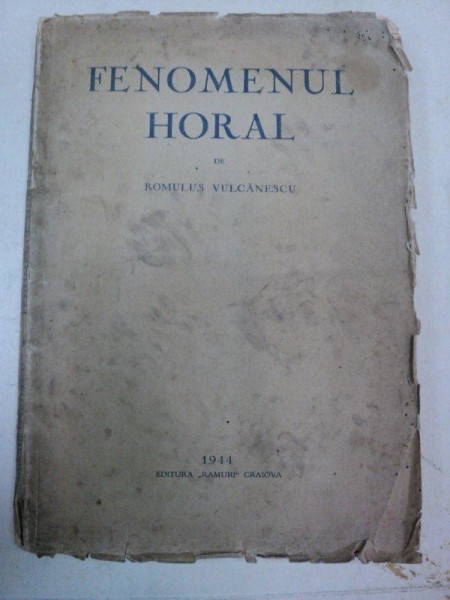 FENOMENUL
HORAL
DE
ROMULUS VULCĂNESCU
1944
EDITURA „RAMURI" CRAIOVA